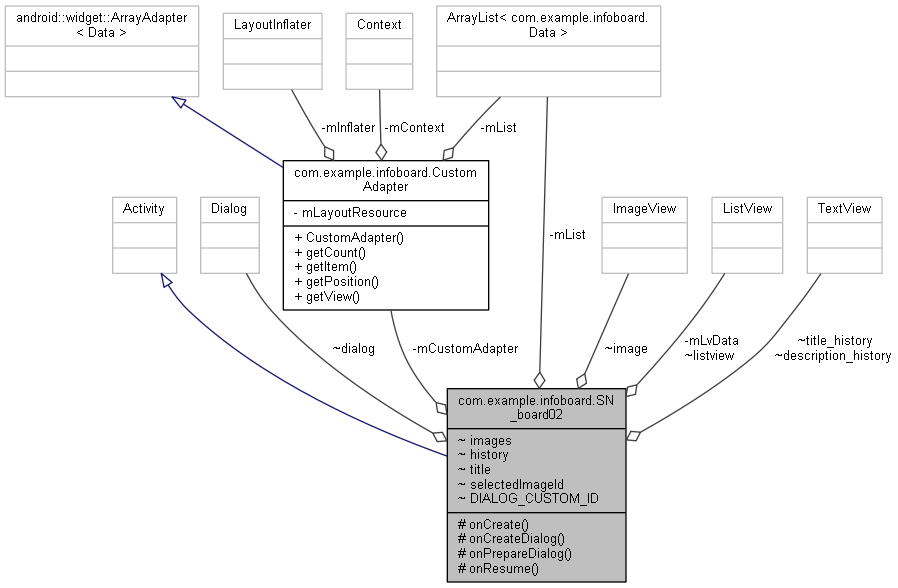 android::widget::ArrayAdapter
< Data >
LayoutInflater
Context
ArrayList< com.example.infoboard.
Data >
-mInflater
-mContext
-mList
com.example.infoboard.Custom
Adapter
- mLayoutResource
+ CustomAdapter()
+ getCount()
+ getItem()
+ getPosition()
+ getView()
Activity
Dialog
ImageView
ListView
TextView
-mList
~dialog
-mCustomAdapter
~image
-mLvData
~listview
~title_history
~description_history
com.example.infoboard.SN
_board02
~ images
~ history
~ title
~ selectedImageId
~ DIALOG_CUSTOM_ID
# onCreate()
# onCreateDialog()
# onPrepareDialog()
# onResume()